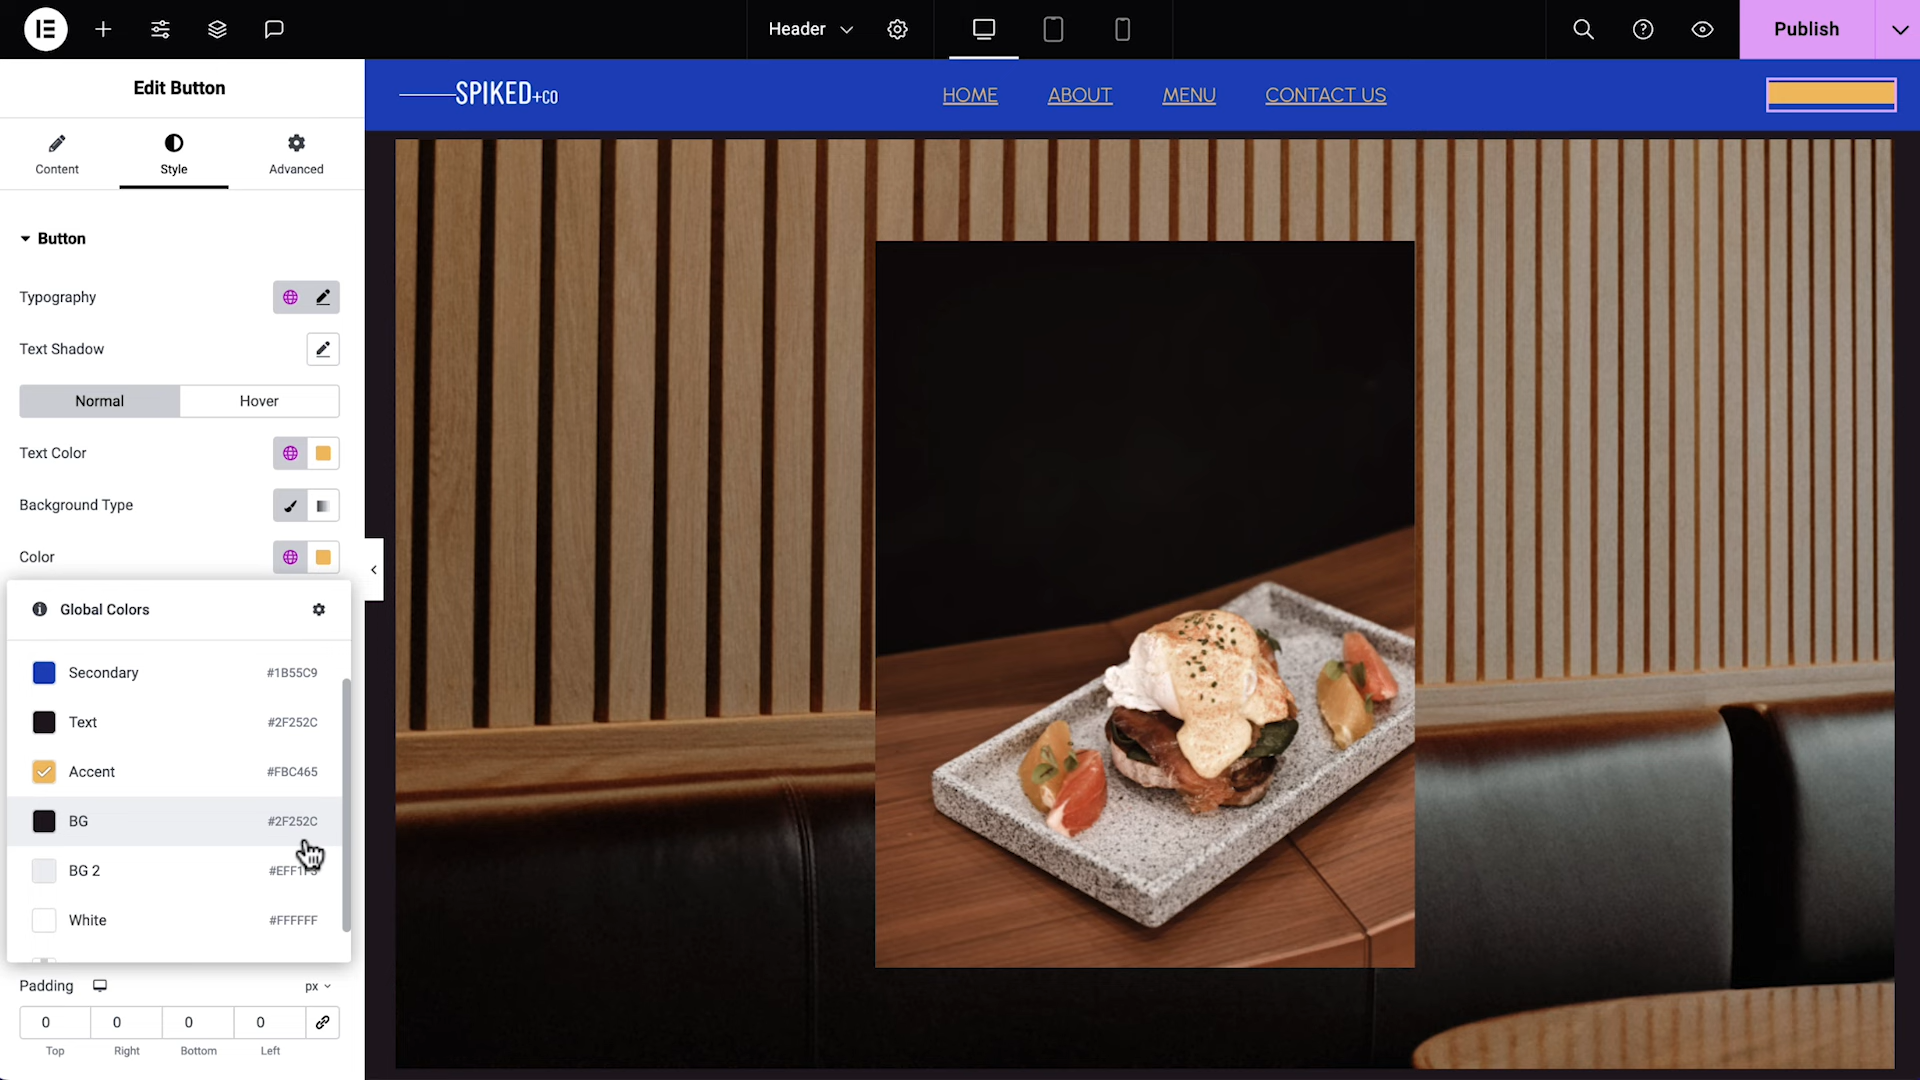 Header
Publish
Edit Button
SPIKED+CO
HOME
ABOUT
MENU
CONTACT US
Content
Style
Advanced
Button
Typography
Text Shadow
Normal
Hover
Text Color
Background Type
Color
Global Colors
Secondary #1B55C9
Text #2F252C
Accent #FBC465
BG #2F252C
BG 2
White #FFFFFF
Padding
px
0 0 0 0
Top Right Bottom Left